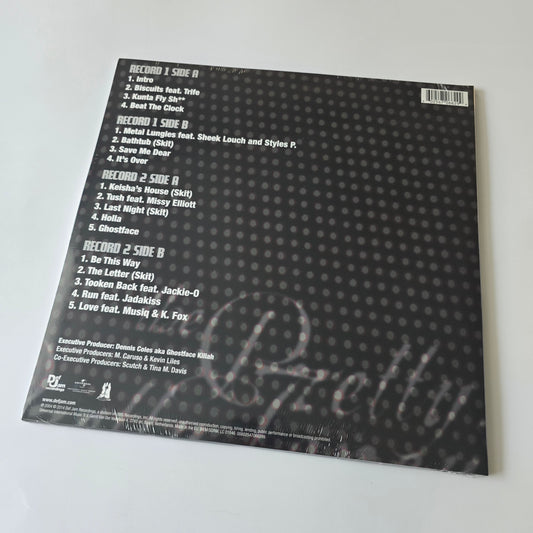 RECORD 1 SIDE A
1. Intro
2. Biscuits feat. Trife
3. Kunta Fly Sh**
4. Beat The Clock
RECORD 1 SIDE B
1. Metal Lungies feat. Sheek Louch and Styles P.
2. Bathtub (Skit)
3. Save Me Dear
4. It's Over
RECORD 2 SIDE A
1. Keisha's House (Skit)
2. Tush feat. Missy Elliott
3. Last Night (Skit)
4. Holla
5. Ghostface
RECORD 2 SIDE B
1. Be This Way
2. The Letter (Skit)
3. Tooken Back feat. Jackie-O
4. Run feat. Jadakiss
5. Love feat. Musiq & K. Fox
Pretty
Executive Producer: Dennis Coles aka Ghostface Killah
Executive Producers: M. Caruso & Kevin Liles
Co-Executive Producers: Scutch & Tina M. Davis
Def Jam
recordings
UNIVERSAL
www.defjam.com